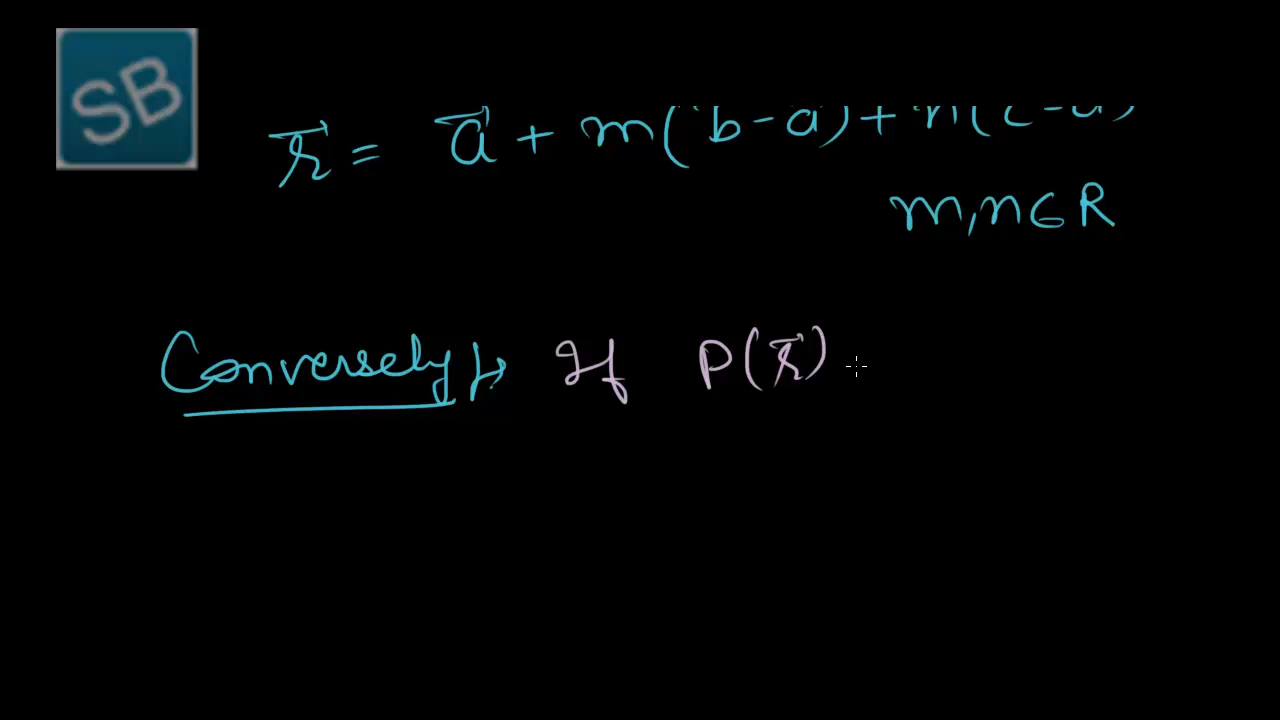 SB
r⃗ = a⃗ + m(b-a) + n(c-a)
m,n∈R
Conversely, If P(r⃗)